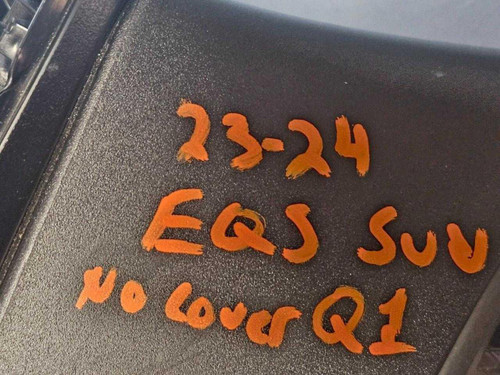 23-24
EQS SUV
No cover Q1